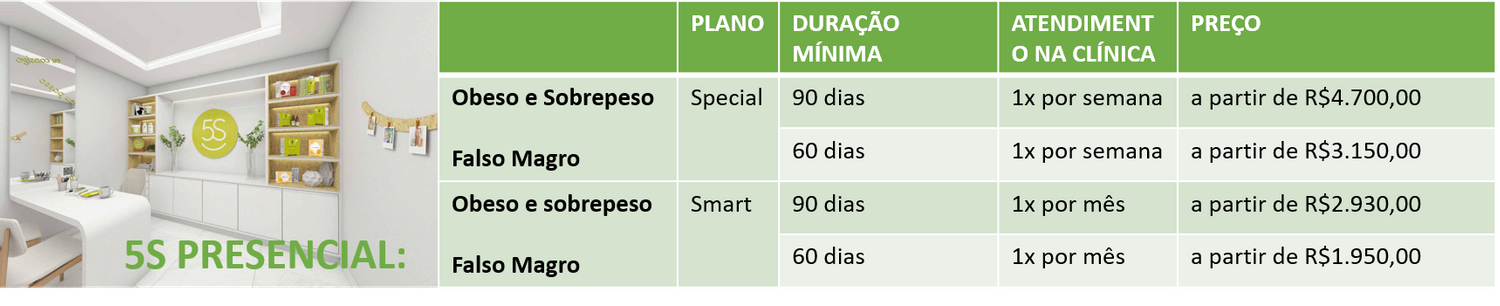 eu consigo
5S
5S PRESENCIAL:
PLANO
DURAÇÃO
MÍNIMA
ATENDIMENT
O NA CLÍNICA
PREÇO
Obeso e Sobrepeso
Falso Magro
Special
90 dias
1x por semana
a partir de R$4.700,00
60 dias
1x por semana
a partir de R$3.150,00
Obeso e sobrepeso
Falso Magro
Smart
90 dias
1x por mês
a partir de R$2.930,00
60 dias
1x por mês
a partir de R$1.950,00